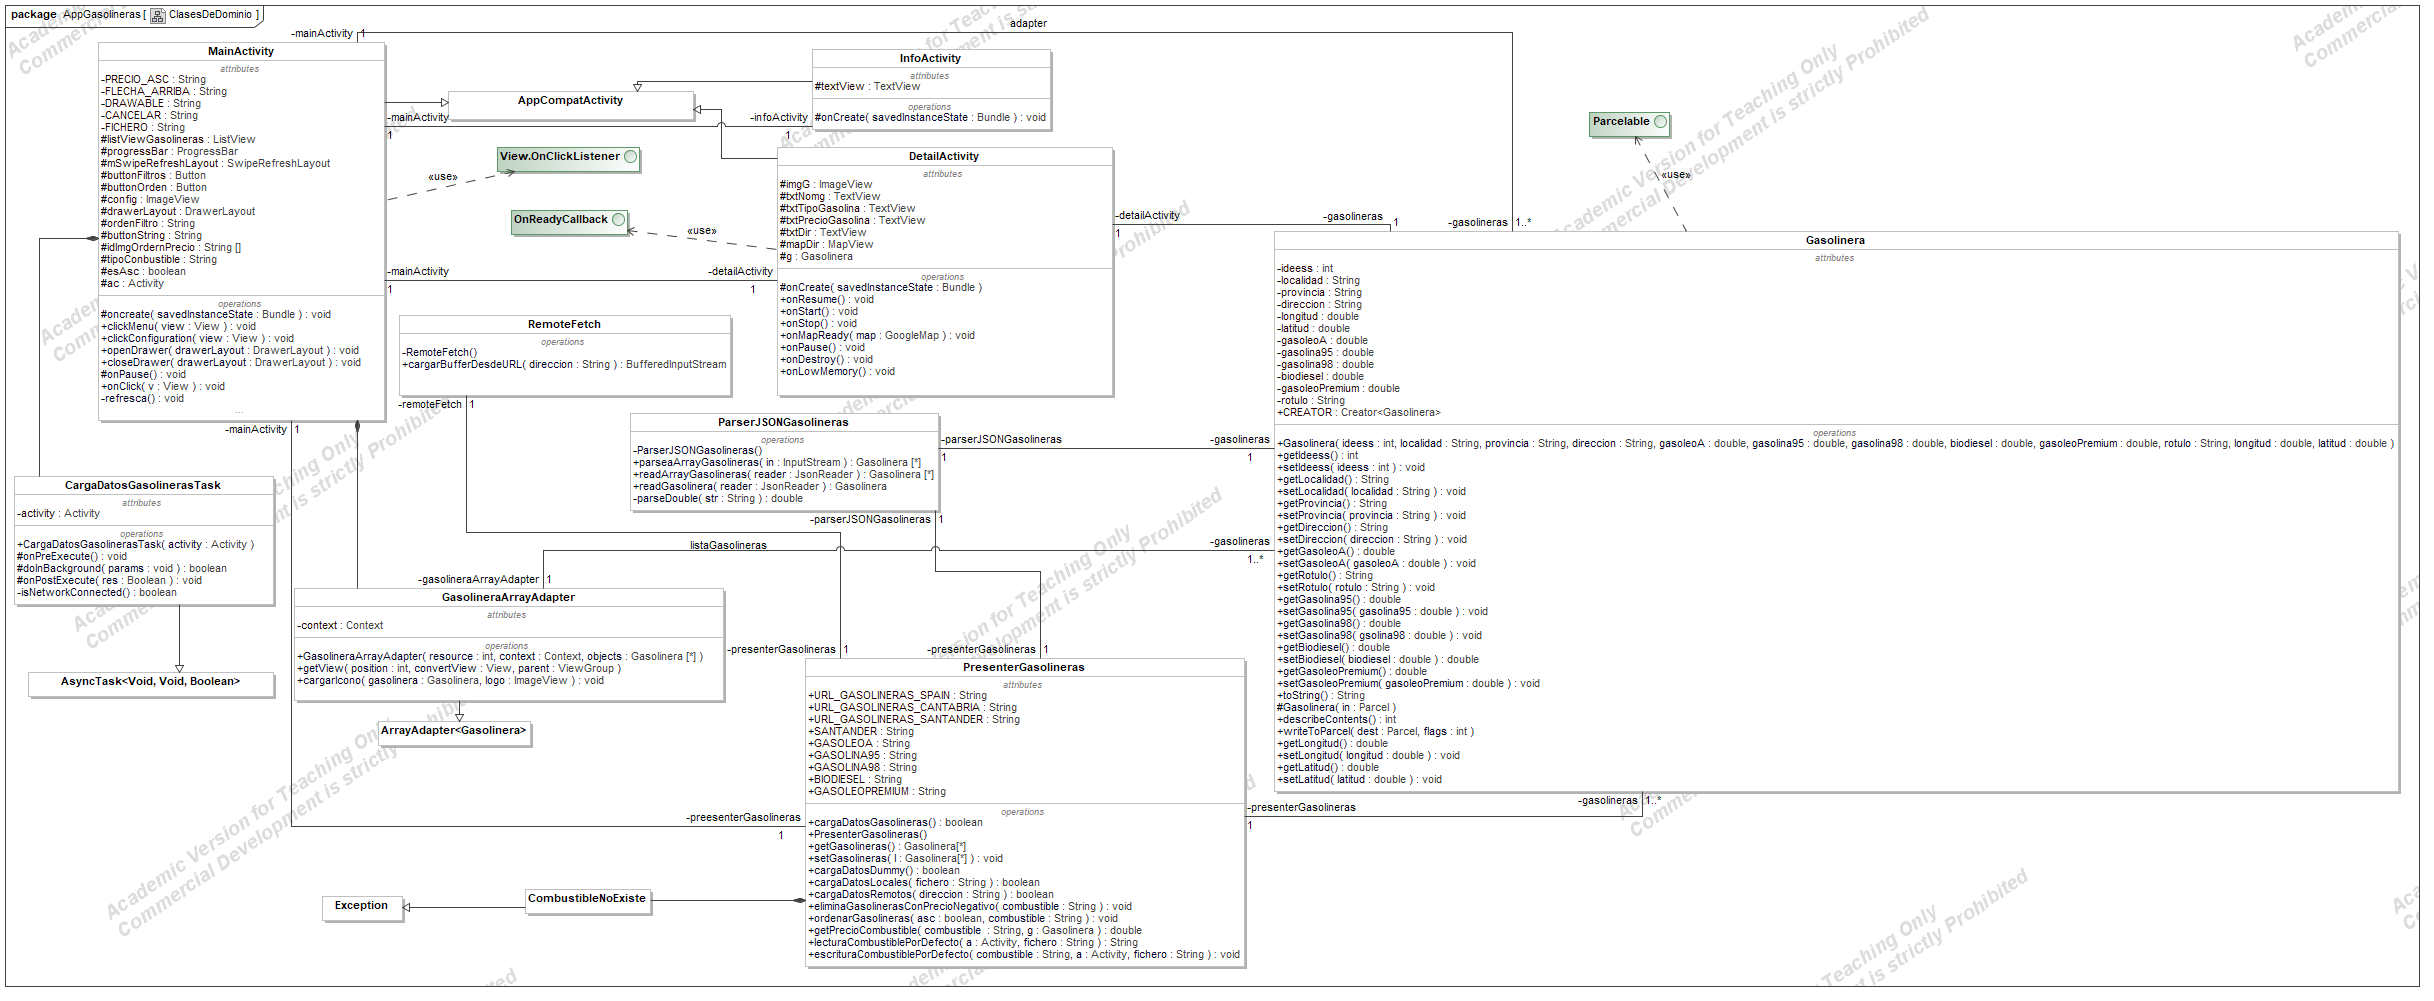 package AppGasolineras [ ClasesDeDominio ]
adapter
-mainActivity 1
MainActivity
attributes
-PRECIO_ASC : String
-FLECHA_ARRIBA : String
-DRAWABLE : String
-CANCELAR : String
-FICHERO : String
#listViewGasolineras : ListView
#progressBar : ProgressBar
#mSwipeRefreshLayout : SwipeRefreshLayout
#buttonFiltros : Button
#buttonOrden : Button
#config : ImageView
#drawerLayout : DrawerLayout
#ordenFiltro : String
#buttonString : String
#idImgOrdernPrecio : String []
#tipoConbustible : String
#esAsc : boolean
#ac : Activity
operations
#oncreate( savedInstanceState : Bundle ) : void
+clickMenu( view : View ) : void
+clickConfiguration( view : View ) : void
+openDrawer( drawerLayout : DrawerLayout ) : void
+closeDrawer( drawerLayout : DrawerLayout ) : void
#onPause() : void
+onClick( v : View ) : void
-refresca() : void
...
AppCompatActivity
InfoActivity
attributes
#textView : TextView
operations
#onCreate( savedInstanceState : Bundle ) : void
-mainActivity
1
-infoActivity
1
View.OnClickListener
«use»
OnReadyCallback
«use»
DetailActivity
attributes
#imgG : ImageView
#txtNomg : TextView
#txtTipoGasolina : TextView
#txtPrecioGasolina : TextView
#txtDir : TextView
#mapDir : MapView
#g : Gasolinera
operations
#onCreate( savedInstanceState : Bundle )
+onResume() : void
+onStart() : void
+onStop() : void
+onMapReady( map : GoogleMap ) : void
+onPause() : void
+onDestroy() : void
+onLowMemory() : void
-mainActivity
1
-detailActivity
1
-detailActivity
1
-gasolineras
1
-gasolineras 1..*
Parcelable
«use»
Gasolinera
attributes
-ideess : int
-localidad : String
-provincia : String
-direccion : String
-longitud : double
-latitud : double
-gasoleoA : double
-gasolina95 : double
-gasolina98 : double
-biodiesel : double
-gasoleoPremium : double
-rotulo : String
+CREATOR : Creator<Gasolinera>
operations
+Gasolinera( ideess : int, localidad : String, provincia : String, direccion : String, gasoleoA : double, gasolina95 : double, gasolina98 : double, biodiesel : double, gasoleoPremium : double, rotulo : String, longitud : double, latitud : double )
+getIdeess() : int
+setIdeess( ideess : int ) : void
+getLocalidad() : String
+setLocalidad( localidad : String ) : void
+getProvincia() : String
+setProvincia( provincia : String ) : void
+getDireccion() : String
+setDireccion( direccion : String ) : void
+getGasoleoA() : double
+setGasoleoA( gasoleoA : double ) : void
+getRotulo() : String
+setRotulo( rotulo : String ) : void
+getGasolina95() : double
+setGasolina95( gasolina95 : double ) : void
+getGasolina98() : double
+setGasolina98( gsolina98 : double ) : void
+getBiodiesel() : double
+setBiodiesel( biodiesel : double ) : double
+getGasoleoPremium() : double
+setGasoleoPremium( gasoleoPremium : double ) : void
+toString() : String
#Gasolinera( in : Parcel )
+describeContents() : int
+writeToParcel( dest : Parcel, flags : int )
+getLongitud() : double
+setLongitud( longitud : double ) : void
+getLatitud() : double
+setLatitud( latitud : double ) : void
RemoteFetch
operations
-RemoteFetch()
+cargarBufferDesdeURL( direccion : String ) : BufferedInputStream
-remoteFetch 1
-mainActivity 1
ParserJSONGasolineras
operations
-ParserJSONGasolineras()
+parseaArrayGasolineras( in : InputStream ) : Gasolinera [*]
+readArrayGasolineras( reader : JsonReader ) : Gasolinera [*]
+readGasolinera( reader : JsonReader ) : Gasolinera
-parseDouble( str : String ) : double
-parserJSONGasolineras
1
-gasolineras
1
-parserJSONGasolineras 1
listaGasolineras
-gasolineras
1..*
-gasolineraArrayAdapter 1
CargaDatosGasolinerasTask
attributes
-activity : Activity
operations
+CargaDatosGasolinerasTask( activity : Activity )
#onPreExecute() : void
#doInBackground( params : void ) : boolean
#onPostExecute( res : Boolean ) : void
-isNetworkConnected() : boolean
AsyncTask<Void, Void, Boolean>
GasolineraArrayAdapter
attributes
-context : Context
operations
+GasolineraArrayAdapter( resource : int, context : Context, objects : Gasolinera [*] )
+getView( position : int, convertView : View, parent : ViewGroup )
+cargarIcono( gasolinera : Gasolinera, logo : ImageView ) : void
ArrayAdapter<Gasolinera>
-presenterGasolineras 1
-presenterGasolineras 1
PresenterGasolineras
attributes
+URL_GASOLINERAS_SPAIN : String
+URL_GASOLINERAS_CANTABRIA : String
+URL_GASOLINERAS_SANTANDER : String
+SANTANDER : String
+GASOLEOA : String
+GASOLINA95 : String
+GASOLINA98 : String
+BIODIESEL : String
+GASOLEOPREMIUM : String
operations
+cargaDatosGasolineras() : boolean
+PresenterGasolineras()
+getGasolineras() : Gasolinera[*]
+setGasolineras( l : Gasolinera[*] ) : void
+cargaDatosDummy() : boolean
+cargaDatosLocales( fichero : String ) : boolean
+cargaDatosRemotos( direccion : String ) : boolean
+eliminaGasolinerasConPrecioNegativo( combustible : String ) : void
+ordenarGasolineras( asc : boolean, combustible : String ) : void
+getPrecioCombustible( combustible : String, g : Gasolinera ) : double
+lecturaCombustiblePorDefecto( a : Activity, fichero : String ) : String
+escrituraCombustiblePorDefecto( combustible : String, a : Activity, fichero : String ) : void
-preesenterGasolineras
1
-presenterGasolineras
1
-gasolineras 1..*
Exception
CombustibleNoExiste
Academic Version for Teaching Only
Commercial Development is strictly Prohibited